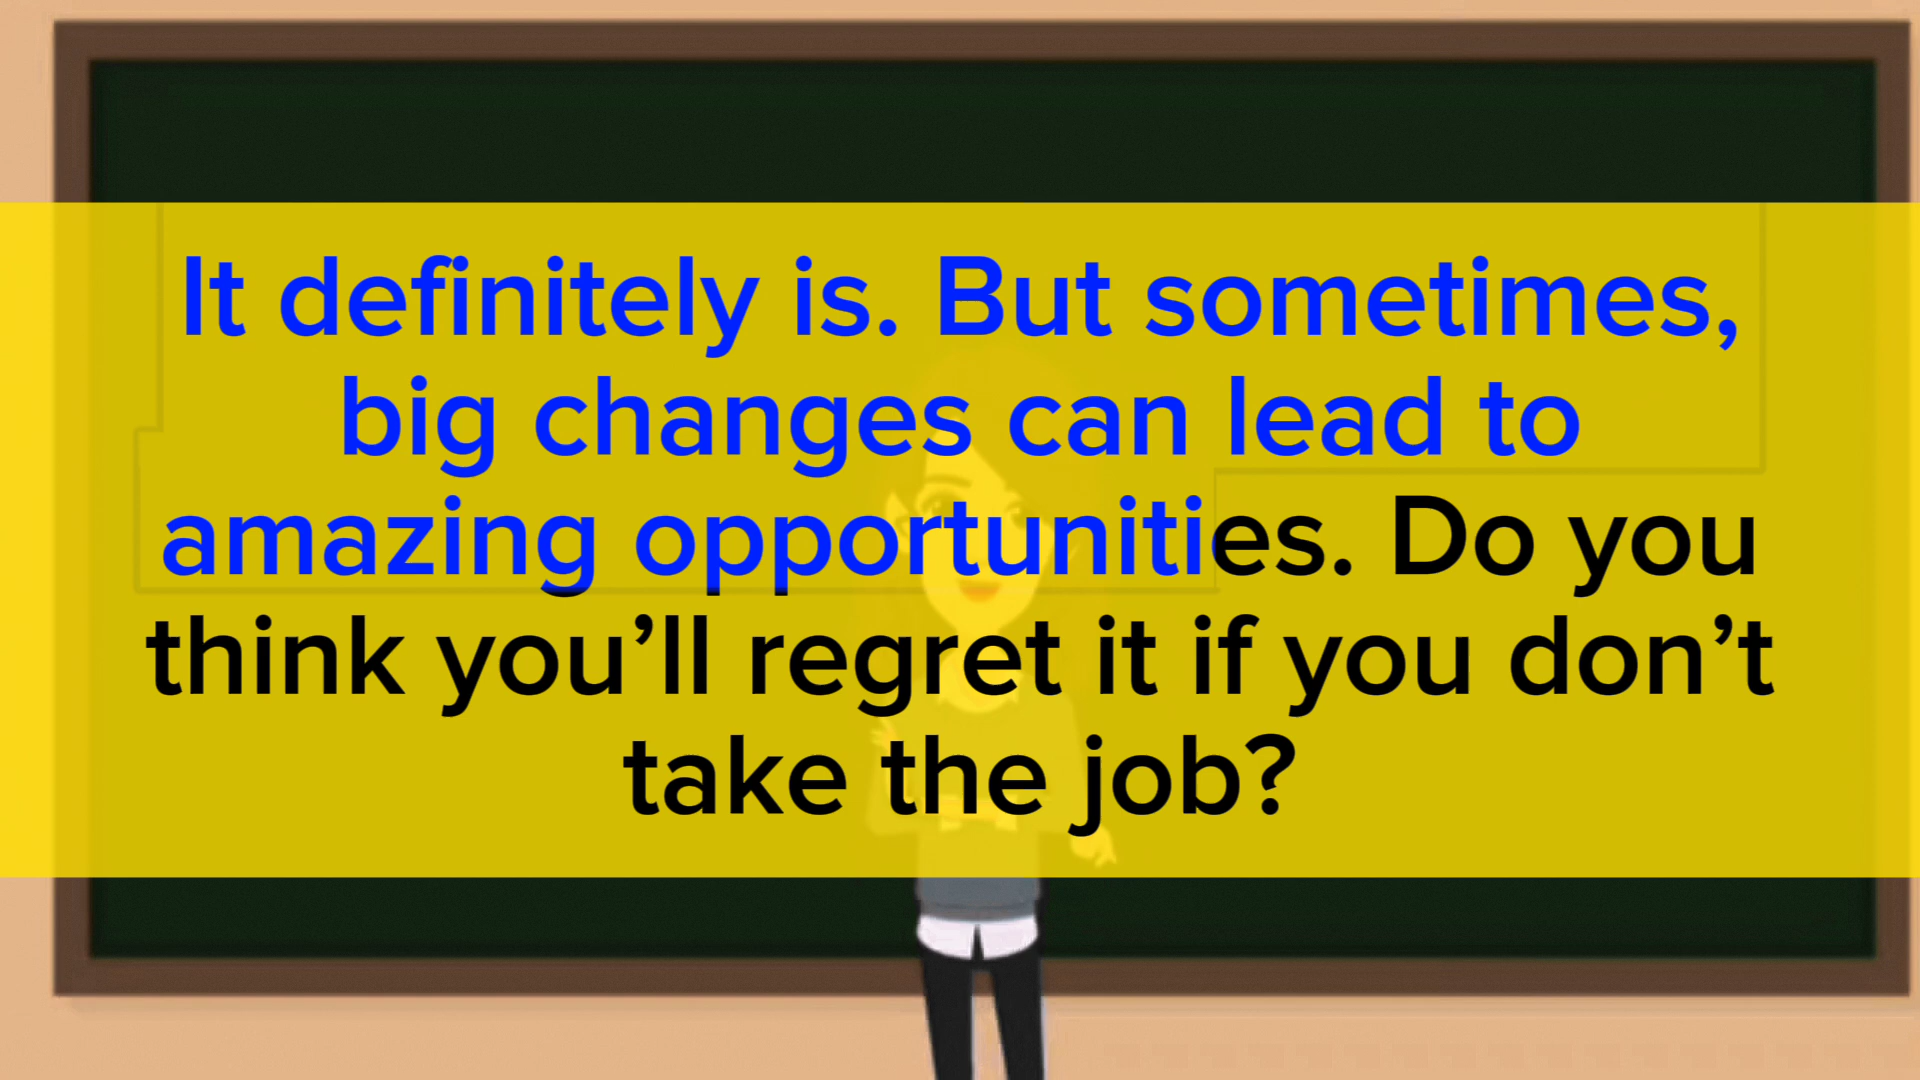 It definitely is. But sometimes,
big changes can lead to
amazing opportunities. Do you
think you’ll regret it if you don’t
take the job?